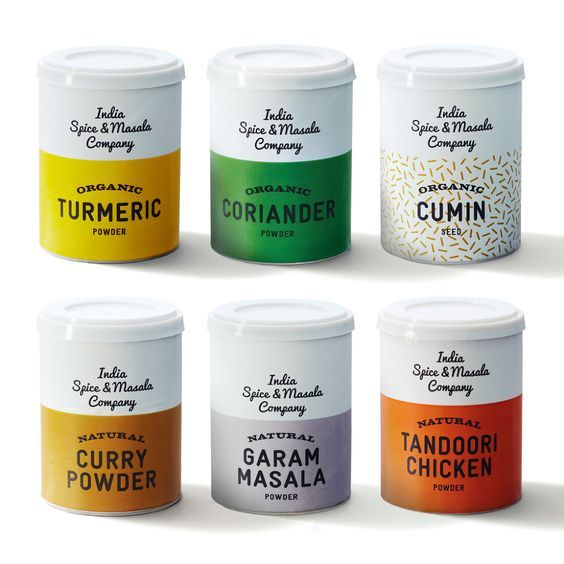 India
Spice & Masala
Company
ORGANIC
TURMERIC
POWDER
India
Spice & Masala
Company
ORGANIC
CORIANDER
POWDER
India
Spice & Masala
Company
ORGANIC
CUMIN
SEED
India
Spice & Masala
Company
NATURAL
CURRY
POWDER
India
Spice & Masala
Company
NATURAL
GARAM
MASALA
POWDER
India
Spice & Masala
Company
NATURAL
TANDOORI
CHICKEN
POWDER